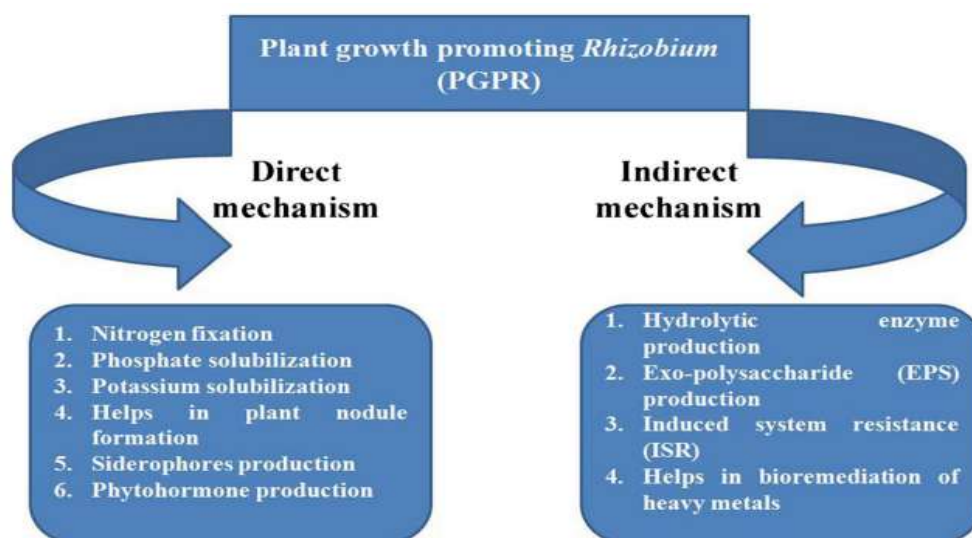 Plant growth promoting Rhizobium
(PGPR)
Direct
mechanism
Indirect
mechanism
1. Nitrogen fixation
2. Phosphate solubilization
3. Potassium solubilization
4. Helps in plant nodule
formation
5. Siderophores production
6. Phytohormone production
1. Hydrolytic enzyme
production
2. Exo-polysaccharide (EPS)
production
3. Induced system resistance
(ISR)
4. Helps in bioremediation of
heavy metals